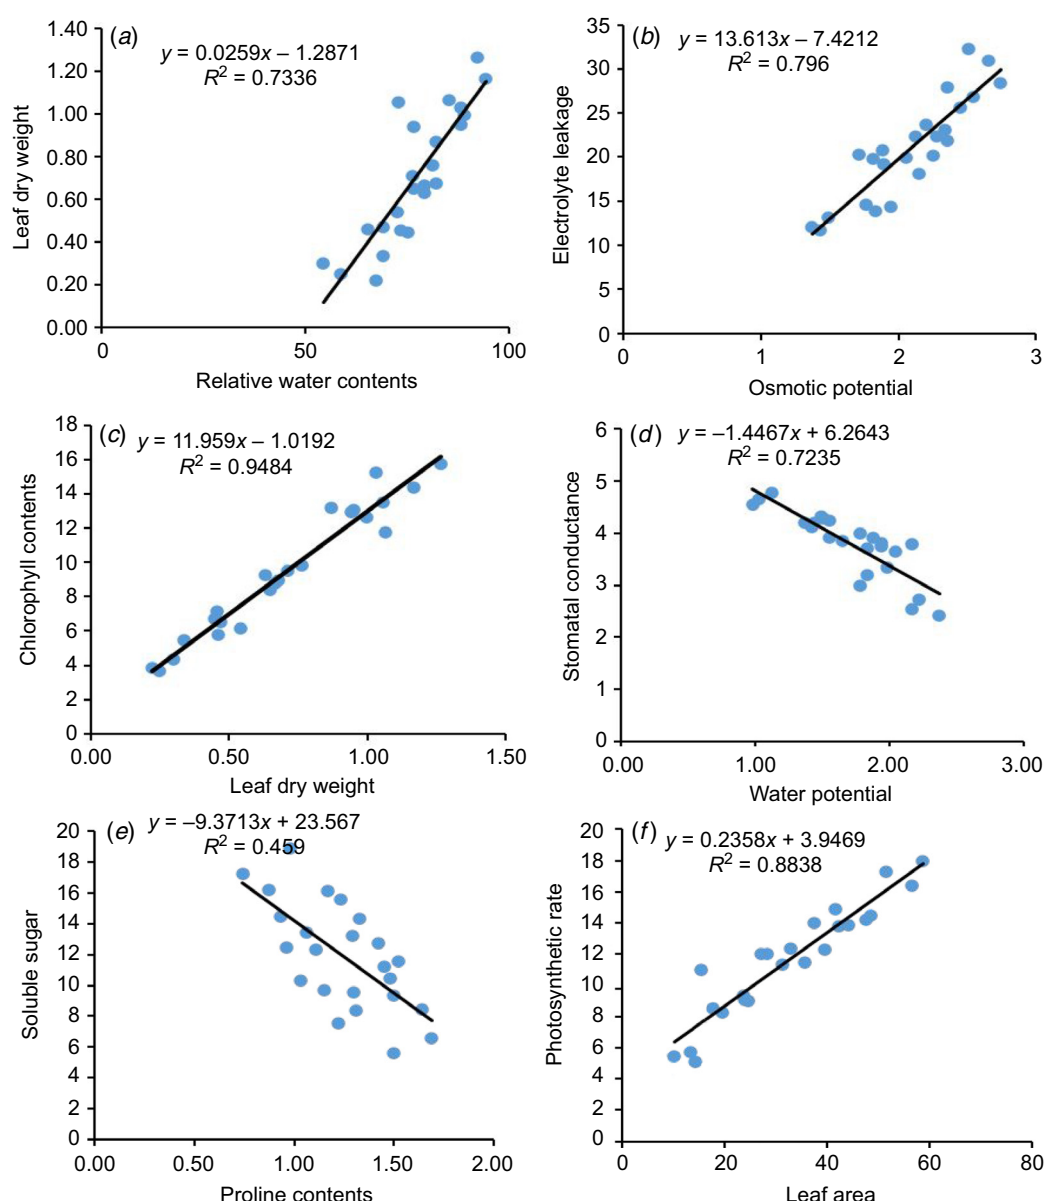 (a)
y = 0.0259x – 1.2871
R² = 0.7336
1.40
1.20
1.00
0.80
0.60
0.40
0.20
0.00
0
50
100
Leaf dry weight
Relative water contents
(b)
y = 13.613x – 7.4212
R² = 0.796
35
30
25
20
15
10
5
0
0
1
2
3
Electrolyte leakage
Osmotic potential
(c)
y = 11.959x – 1.0192
R² = 0.9484
18
16
14
12
10
8
6
4
2
0
0.00
0.50
1.00
1.50
Chlorophyll contents
Leaf dry weight
(d)
y = –1.4467x + 6.2643
R² = 0.7235
6
5
4
3
2
1
0
0.00
1.00
2.00
3.00
Stomatal conductance
Water potential
(e)
y = –9.3713x + 23.567
R² = 0.459
20
18
16
14
12
10
8
6
4
2
0
0.00
0.50
1.00
1.50
2.00
Soluble sugar
Proline contents
(f)
y = 0.2358x + 3.9469
R² = 0.8838
20
18
16
14
12
10
8
6
4
2
0
0
20
40
60
80
Photosynthetic rate
Leaf area